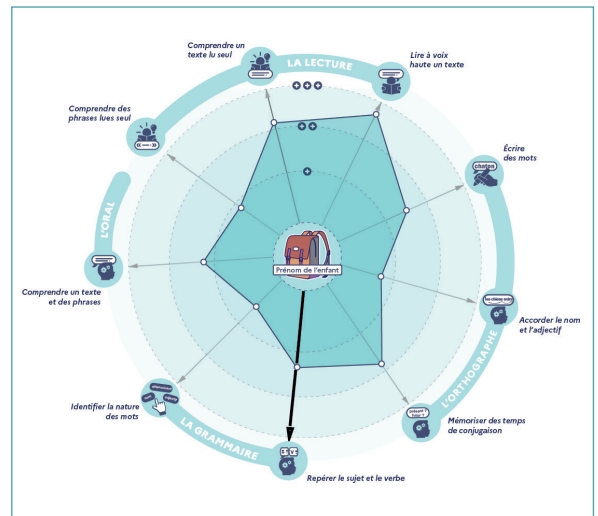 Comprendre un
texte lu seul
LA LECTURE
Lire à voix
haute un texte
Comprendre des
phrases lues seul
Écrire
des mots
chaton
L'ORAL
Prénom de l'enfant
Comprendre un texte
et des phrases
Accorder le nom
et l'adjectif
L'ORTHOGRAPHE
Identifier la nature
des mots
LA GRAMMAIRE
présent ?
futur ?
Mémoriser des temps
de conjugaison
Repérer le sujet et le verbe